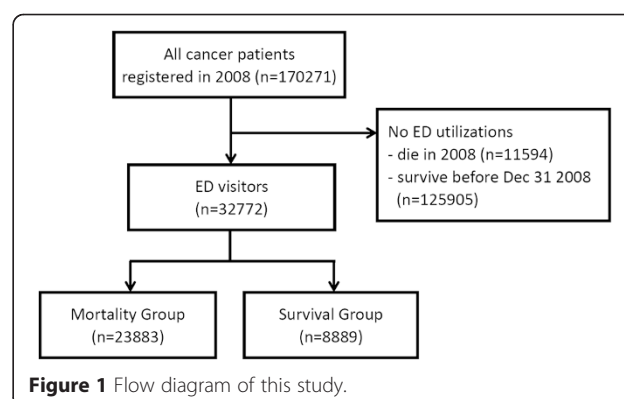 All cancer patients
registered in 2008 (n=170271)
No ED utilizations
- die in 2008 (n=11594)
- survive before Dec 31 2008
(n=125905)
ED visitors
(n=32772)
Mortality Group
(n=23883)
Survival Group
(n=8889)
Figure 1 Flow diagram of this study.